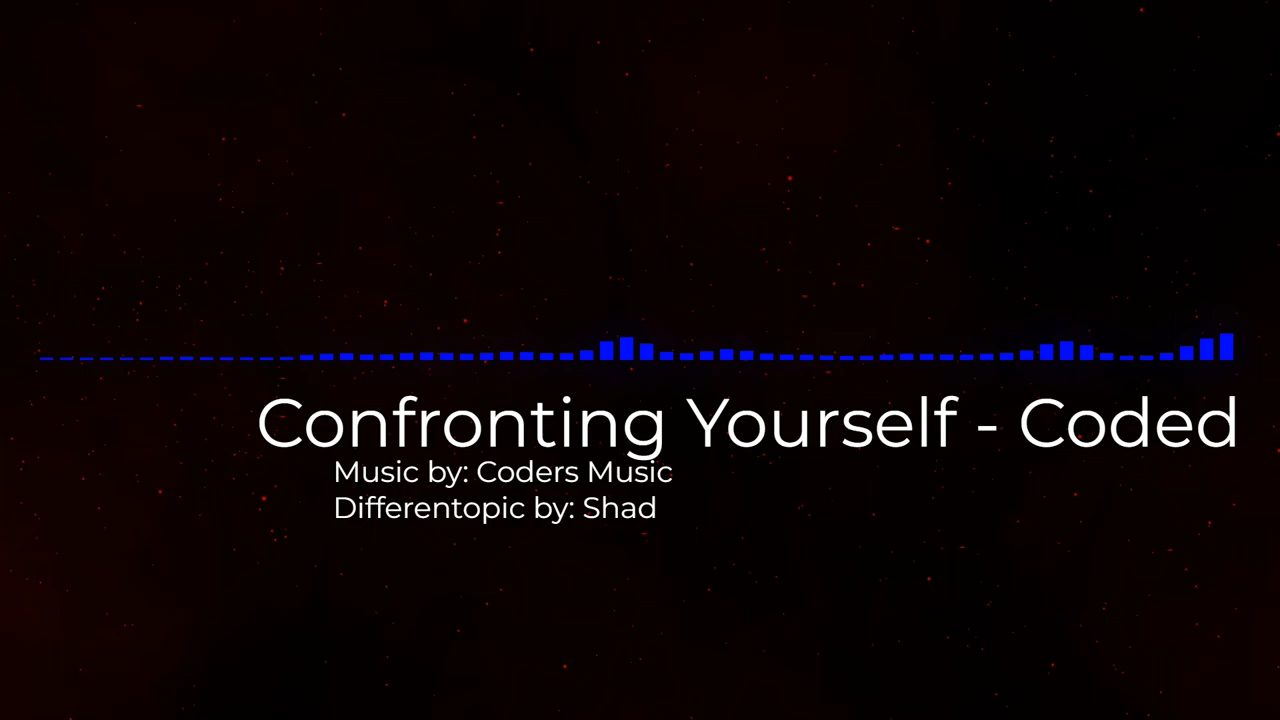 Confronting Yourself - Coded
Music by: Coders Music
Differentopic by: Shad